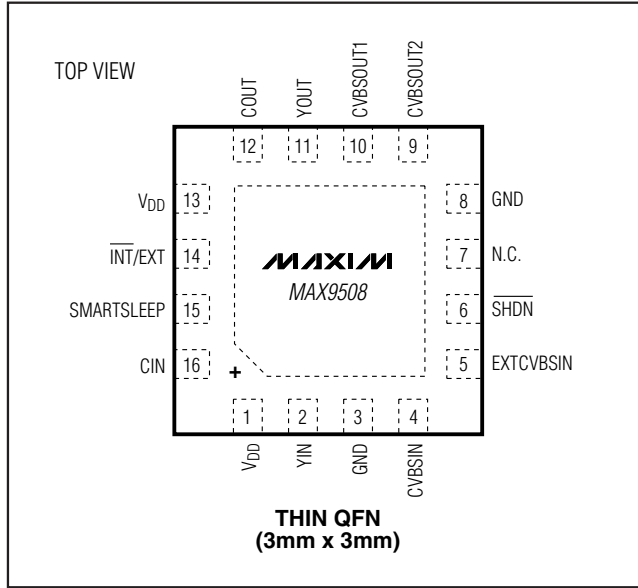 TOP VIEW
COUT
YOUT
CVBSOUT1
CVBSOUT2
12
11
10
9
VDD
13
8
GND
INT/EXT
14
7
N.C.
MAXIM
MAX9508
SMARTSLEEP
15
6
SHDN
CIN
16
5
EXTCVBSIN
+
1
2
3
4
VDD
YIN
GND
CVBSIN
THIN QFN
(3mm x 3mm)